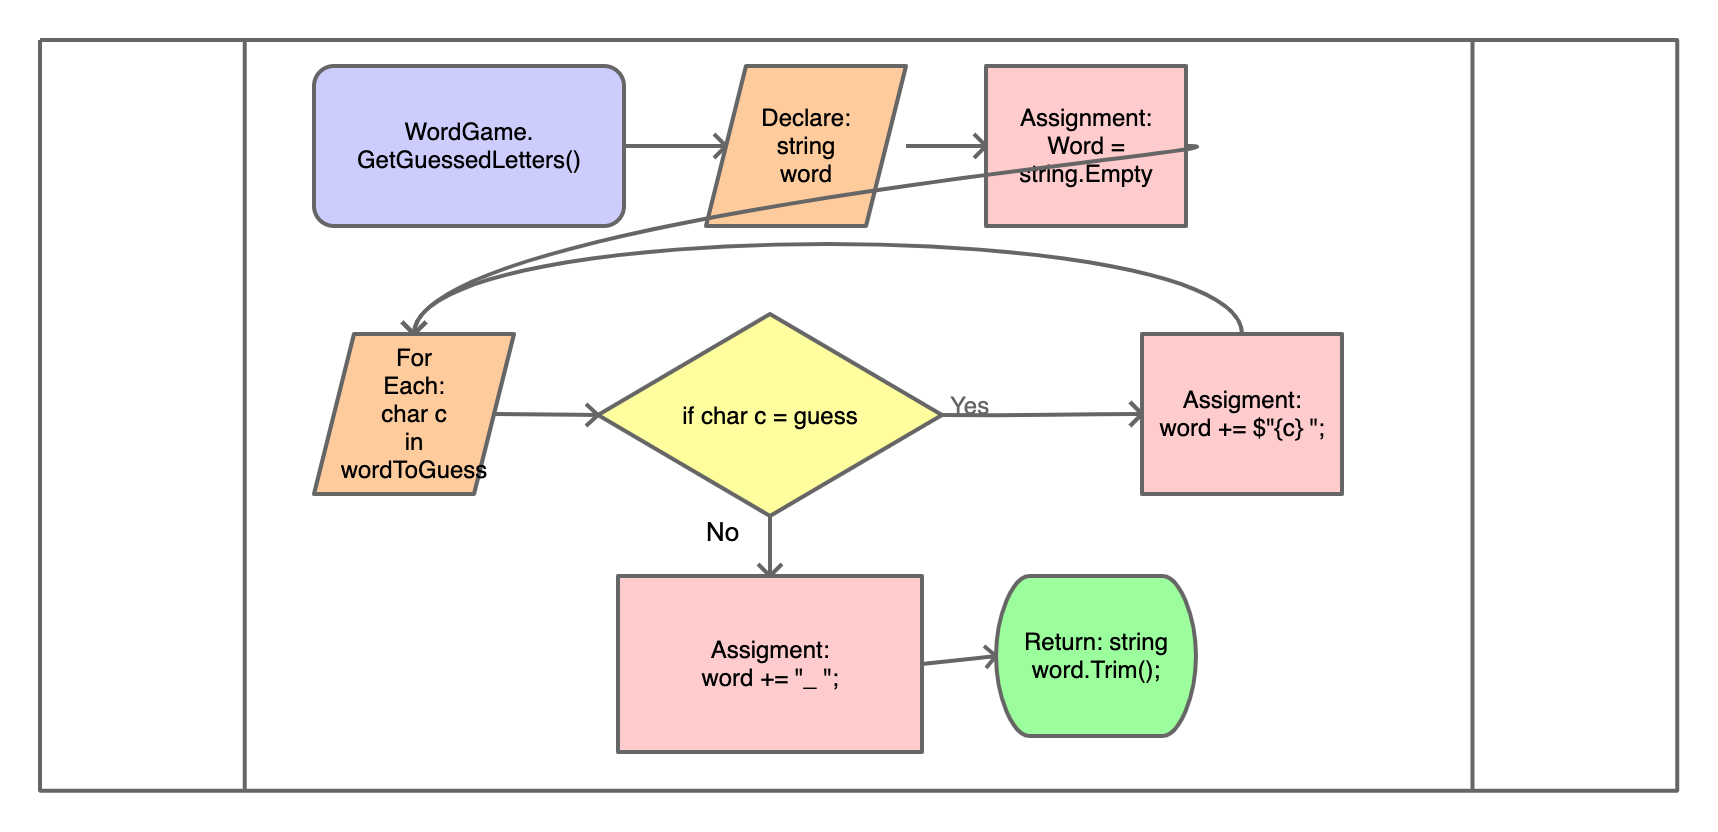 WordGame.
GetGuessedLetters()
Declare:
string
word
Assignment:
Word =
string.Empty
For
Each:
char c
in
wordToGuess
if char c = guess
Yes
Assigment:
word += $"{c} ";
No
Assigment:
word += "_ ";
Return: string
word.Trim();